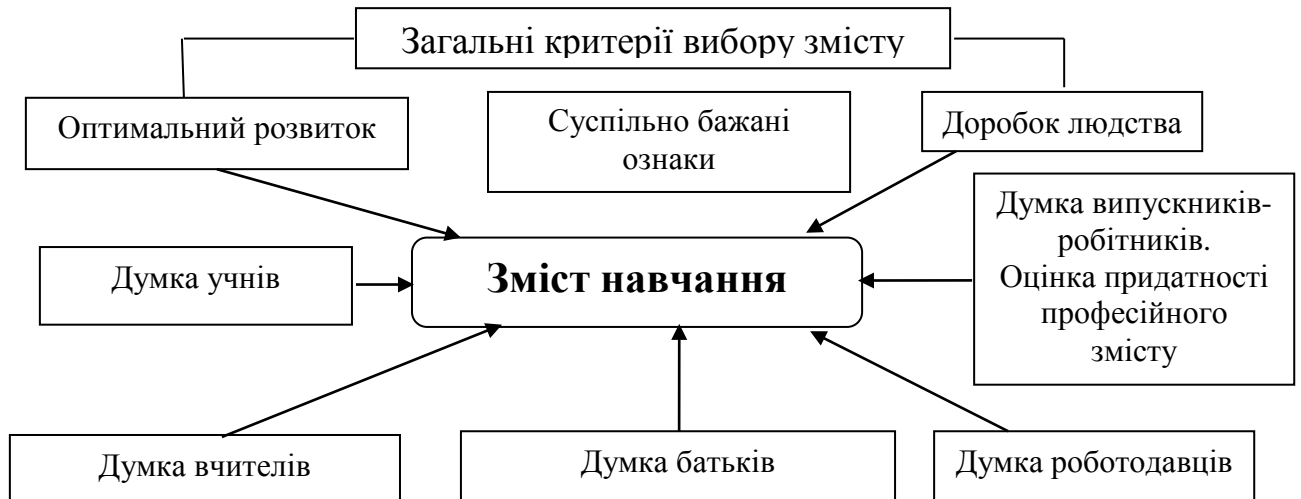 Загальні критерії вибору змісту
Оптимальний розвиток
Суспільно бажані
ознаки
Доробок людства
Думка учнів
Зміст навчання
Думка випускників-
робітників.
Оцінка придатності
професійного
змісту
Думка вчителів
Думка батьків
Думка роботодавців